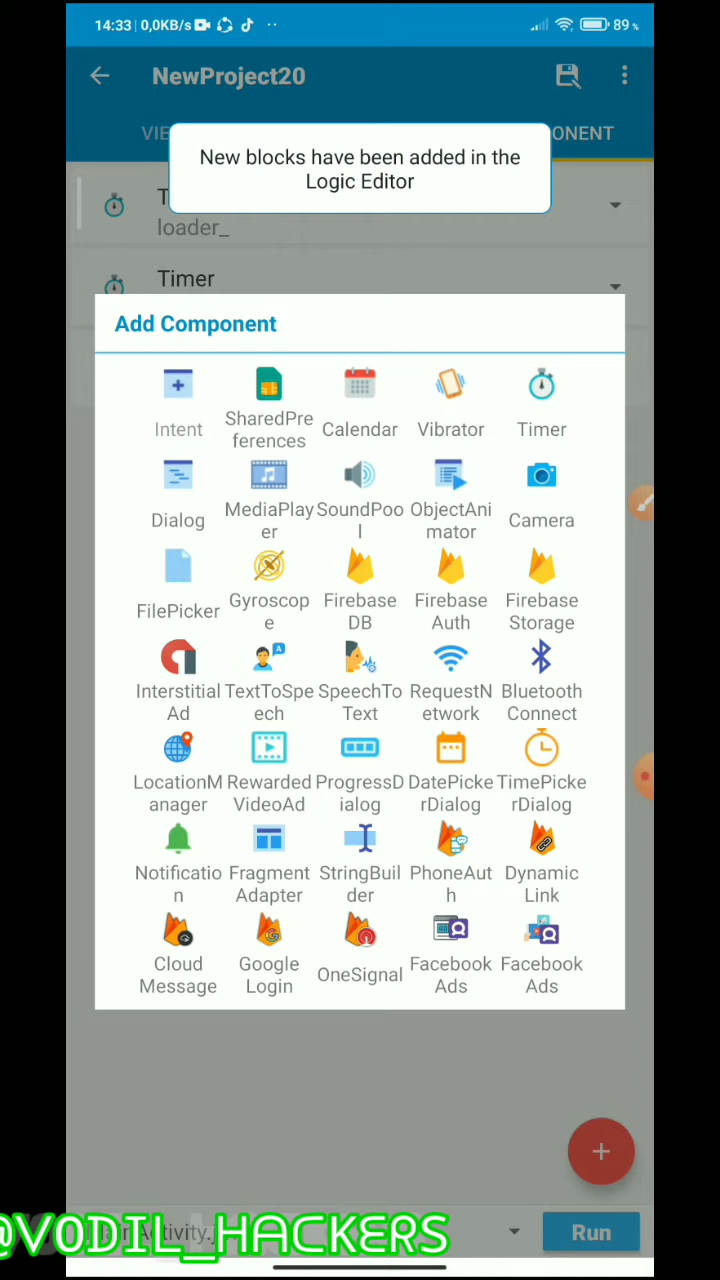 14:33 0,0KB/s 89%
NewProject20
VIE ONENT
New blocks have been added in the
Logic Editor
loader_
Timer
Add Component
Intent
SharedPre
ferences
Calendar
Vibrator
Timer
Dialog
MediaPlay
er
SoundPoo
l
ObjectAni
mator
Camera
FilePicker
Gyroscop
e
Firebase
DB
Firebase
Auth
Firebase
Storage
Interstitial
Ad
TextToSpe
ech
SpeechTo
Text
RequestN
etwork
Bluetooth
Connect
LocationM
anager
Rewarded
VideoAd
ProgressD
ialog
DatePicke
rDialog
TimePicke
rDialog
Notificatio
n
Fragment
Adapter
StringBuil
der
PhoneAut
h
Dynamic
Link
Cloud
Message
Google
Login
OneSignal
Facebook
Ads
Facebook
Ads
@VODIL_HACKERS
Run